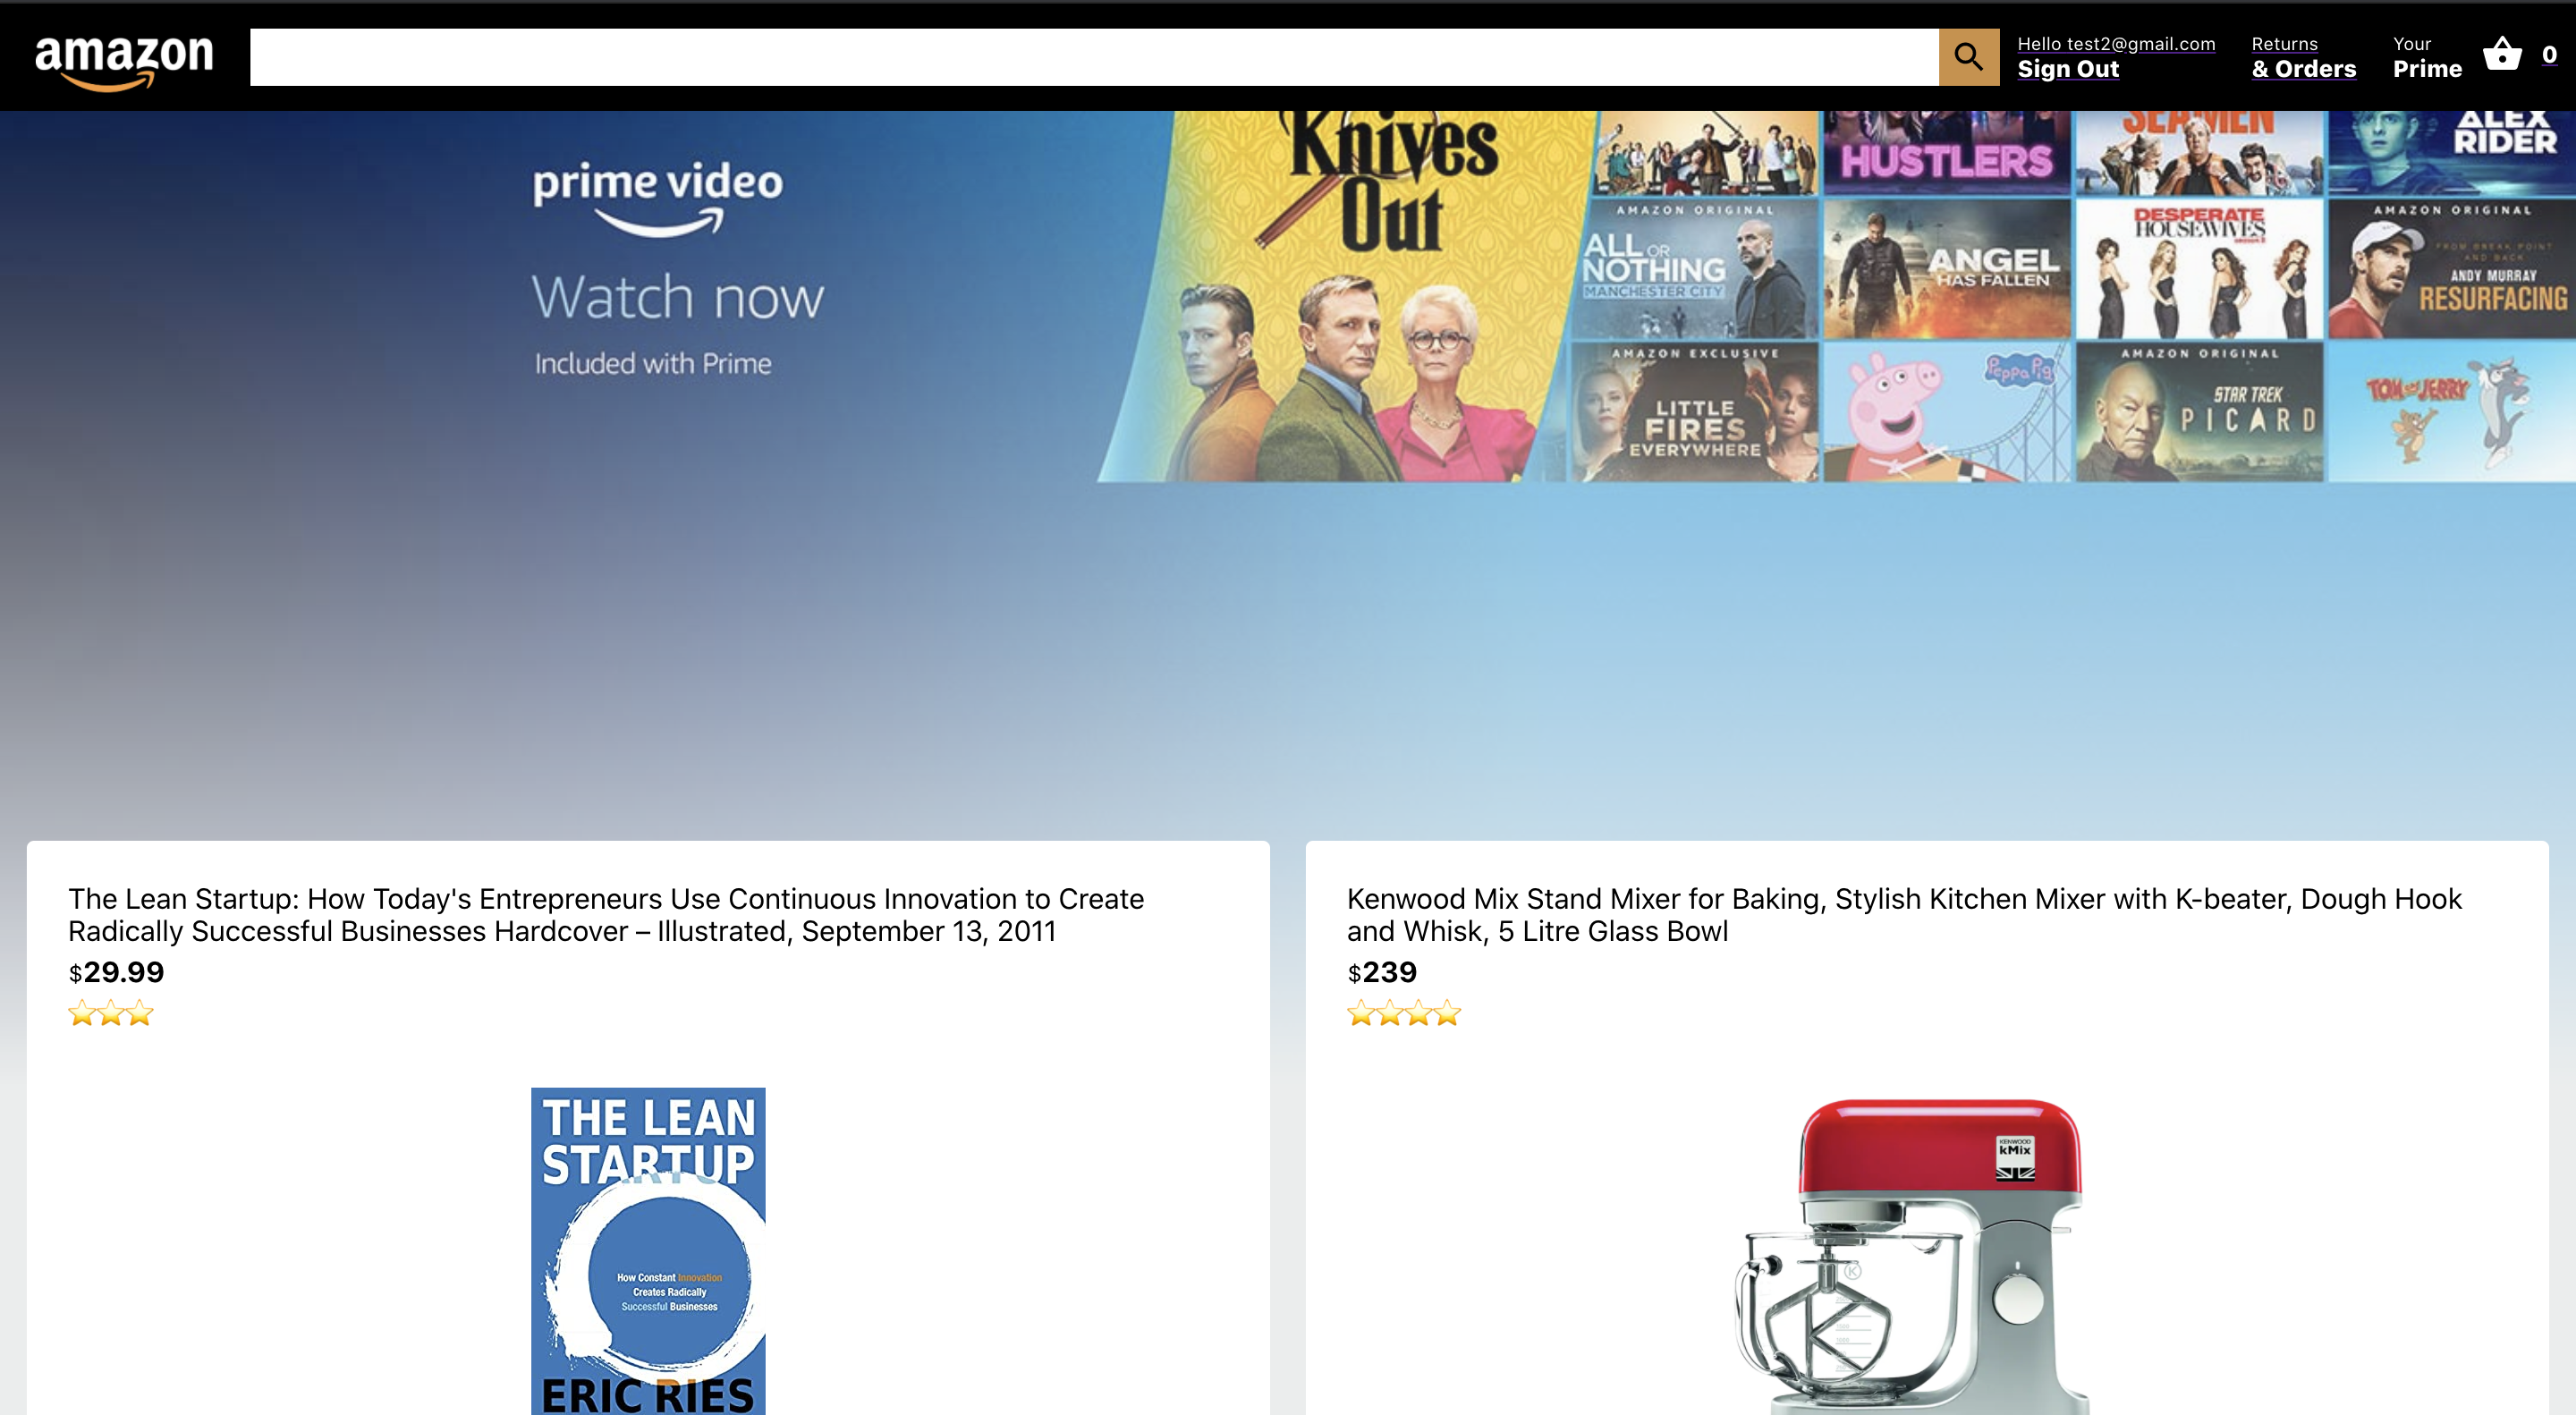 amazon
Hello test2@gmail.com
Sign Out
Returns
& Orders
Your
Prime
0
prime video
Watch now
Included with Prime
Knives
Out
HUSTLERS
SEAMEN
ALEX
RIDER
AMAZON ORIGINAL
ALL OR
NOTHING
MANCHESTER CITY
ANGEL
HAS FALLEN
DESPERATE
HOUSEWIVES
AMAZON ORIGINAL
FROM BREAK POINT
AND BACK
ANDY MURRAY
RESURFACING
AMAZON EXCLUSIVE
LITTLE
FIRES
EVERYWHERE
Peppa Pig
AMAZON ORIGINAL
STAR TREK
PICARD
TOM and JERRY
The Lean Startup: How Today's Entrepreneurs Use Continuous Innovation to Create
Radically Successful Businesses Hardcover – Illustrated, September 13, 2011
$29.99
THE LEAN
STARTUP
How Constant Innovation
Creates Radically
Successful Businesses
ERIC RIES
Kenwood Mix Stand Mixer for Baking, Stylish Kitchen Mixer with K-beater, Dough Hook
and Whisk, 5 Litre Glass Bowl
$239
KENWOOD
kMix
K